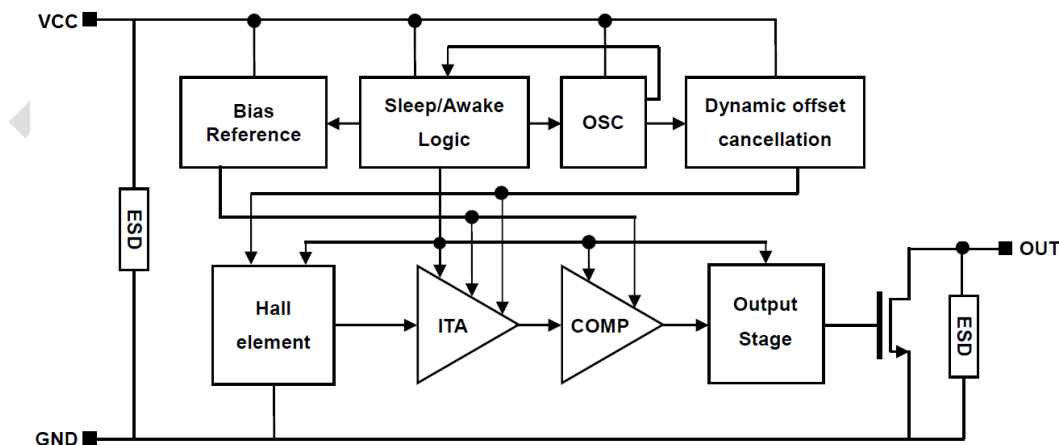 VCC
Bias
Reference
Sleep/Awake
Logic
OSC
Dynamic offset
cancellation
ESD
Hall
element
ITA
COMP
Output
Stage
OUT
ESD
GND